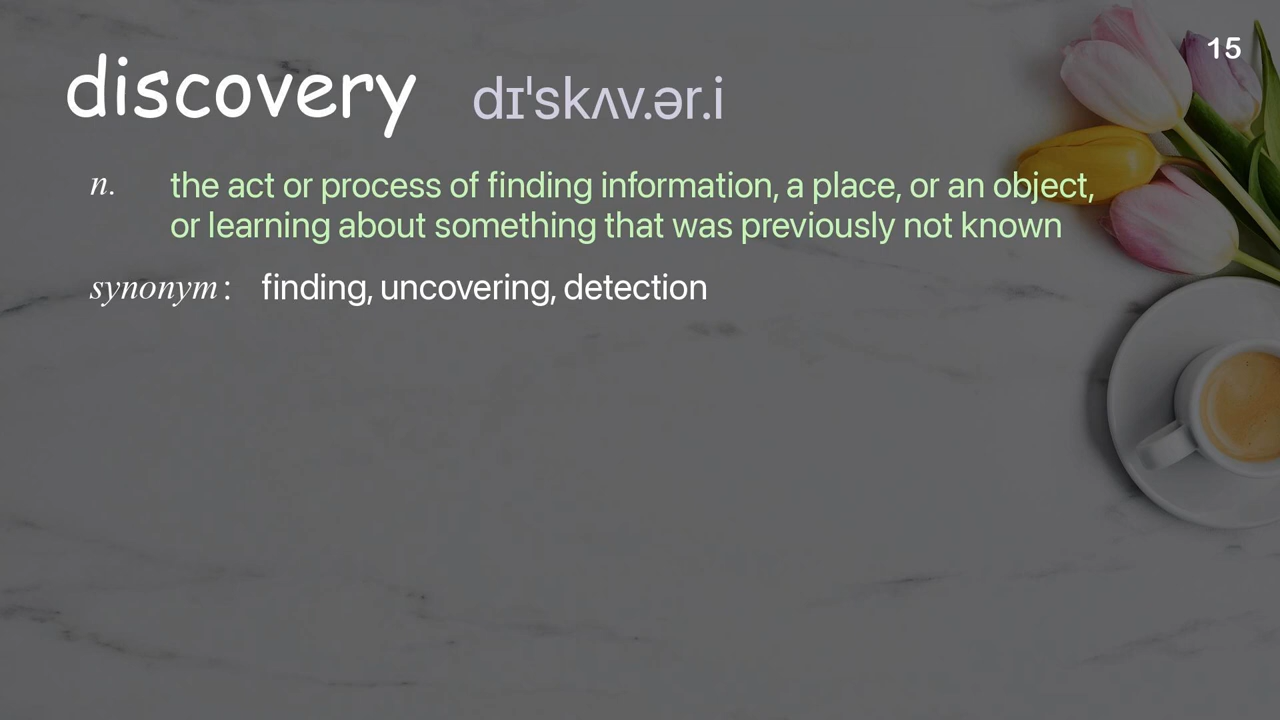 15
discovery dɪˈskʌv.ər.i
n. the act or process of finding information, a place, or an object,
or learning about something that was previously not known
synonym: finding, uncovering, detection